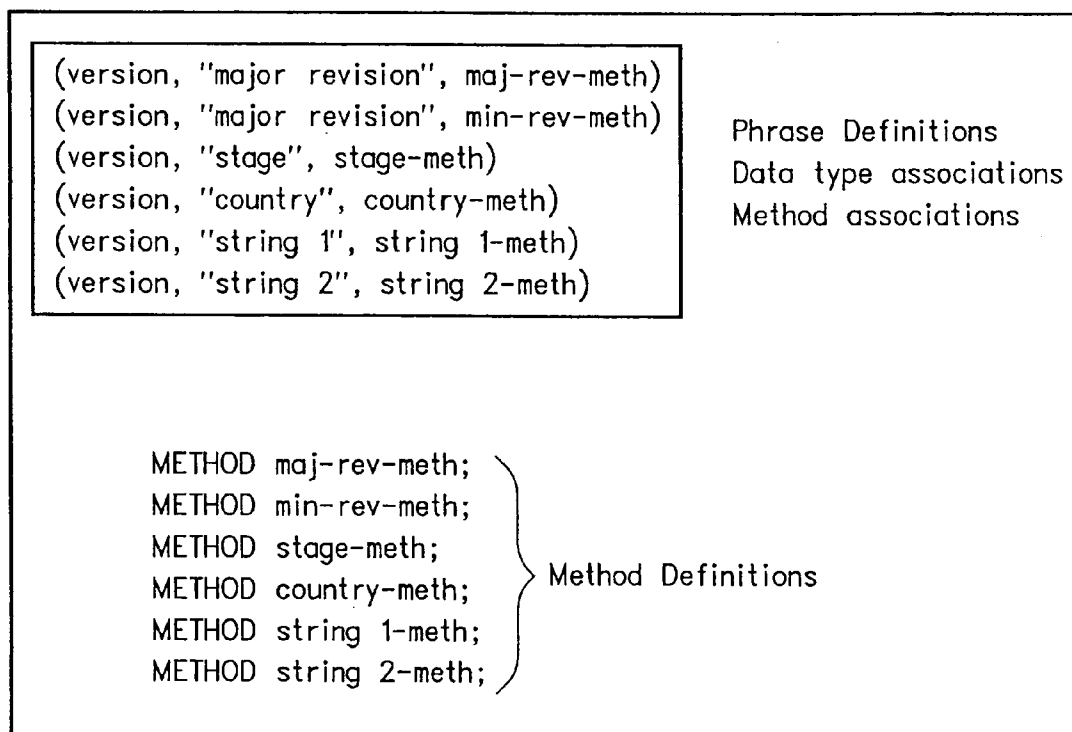 (version, "major revision", maj-rev-meth)
(version, "major revision", min-rev-meth)
(version, "stage", stage-meth)
(version, "country", country-meth)
(version, "string 1", string 1-meth)
(version, "string 2", string 2-meth)
Phrase Definitions
Data type associations
Method associations
METHOD maj-rev-meth;
METHOD min-rev-meth;
METHOD stage-meth;
METHOD country-meth;
METHOD string 1-meth;
METHOD string 2-meth;
Method Definitions